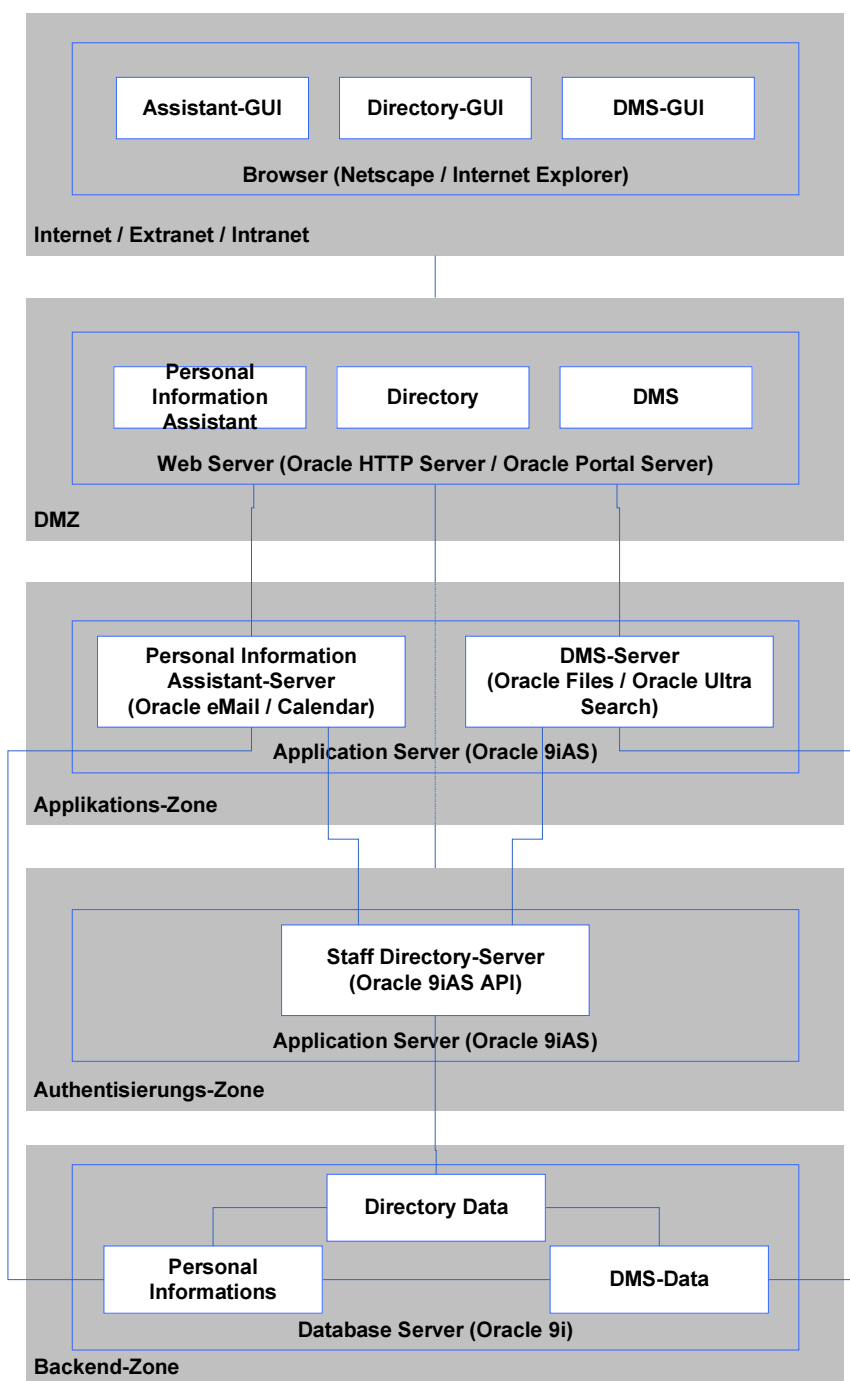 Assistant-GUI
Directory-GUI
DMS-GUI
Browser (Netscape / Internet Explorer)
Internet / Extranet / Intranet
Personal
Information
Assistant
Directory
DMS
Web Server (Oracle HTTP Server / Oracle Portal Server)
DMZ
Personal Information
Assistant-Server
(Oracle eMail / Calendar)
DMS-Server
(Oracle Files / Oracle Ultra
Search)
Application Server (Oracle 9iAS)
Applikations-Zone
Staff Directory-Server
(Oracle 9iAS API)
Application Server (Oracle 9iAS)
Authentisierungs-Zone
Directory Data
Personal
Informations
DMS-Data
Database Server (Oracle 9i)
Backend-Zone